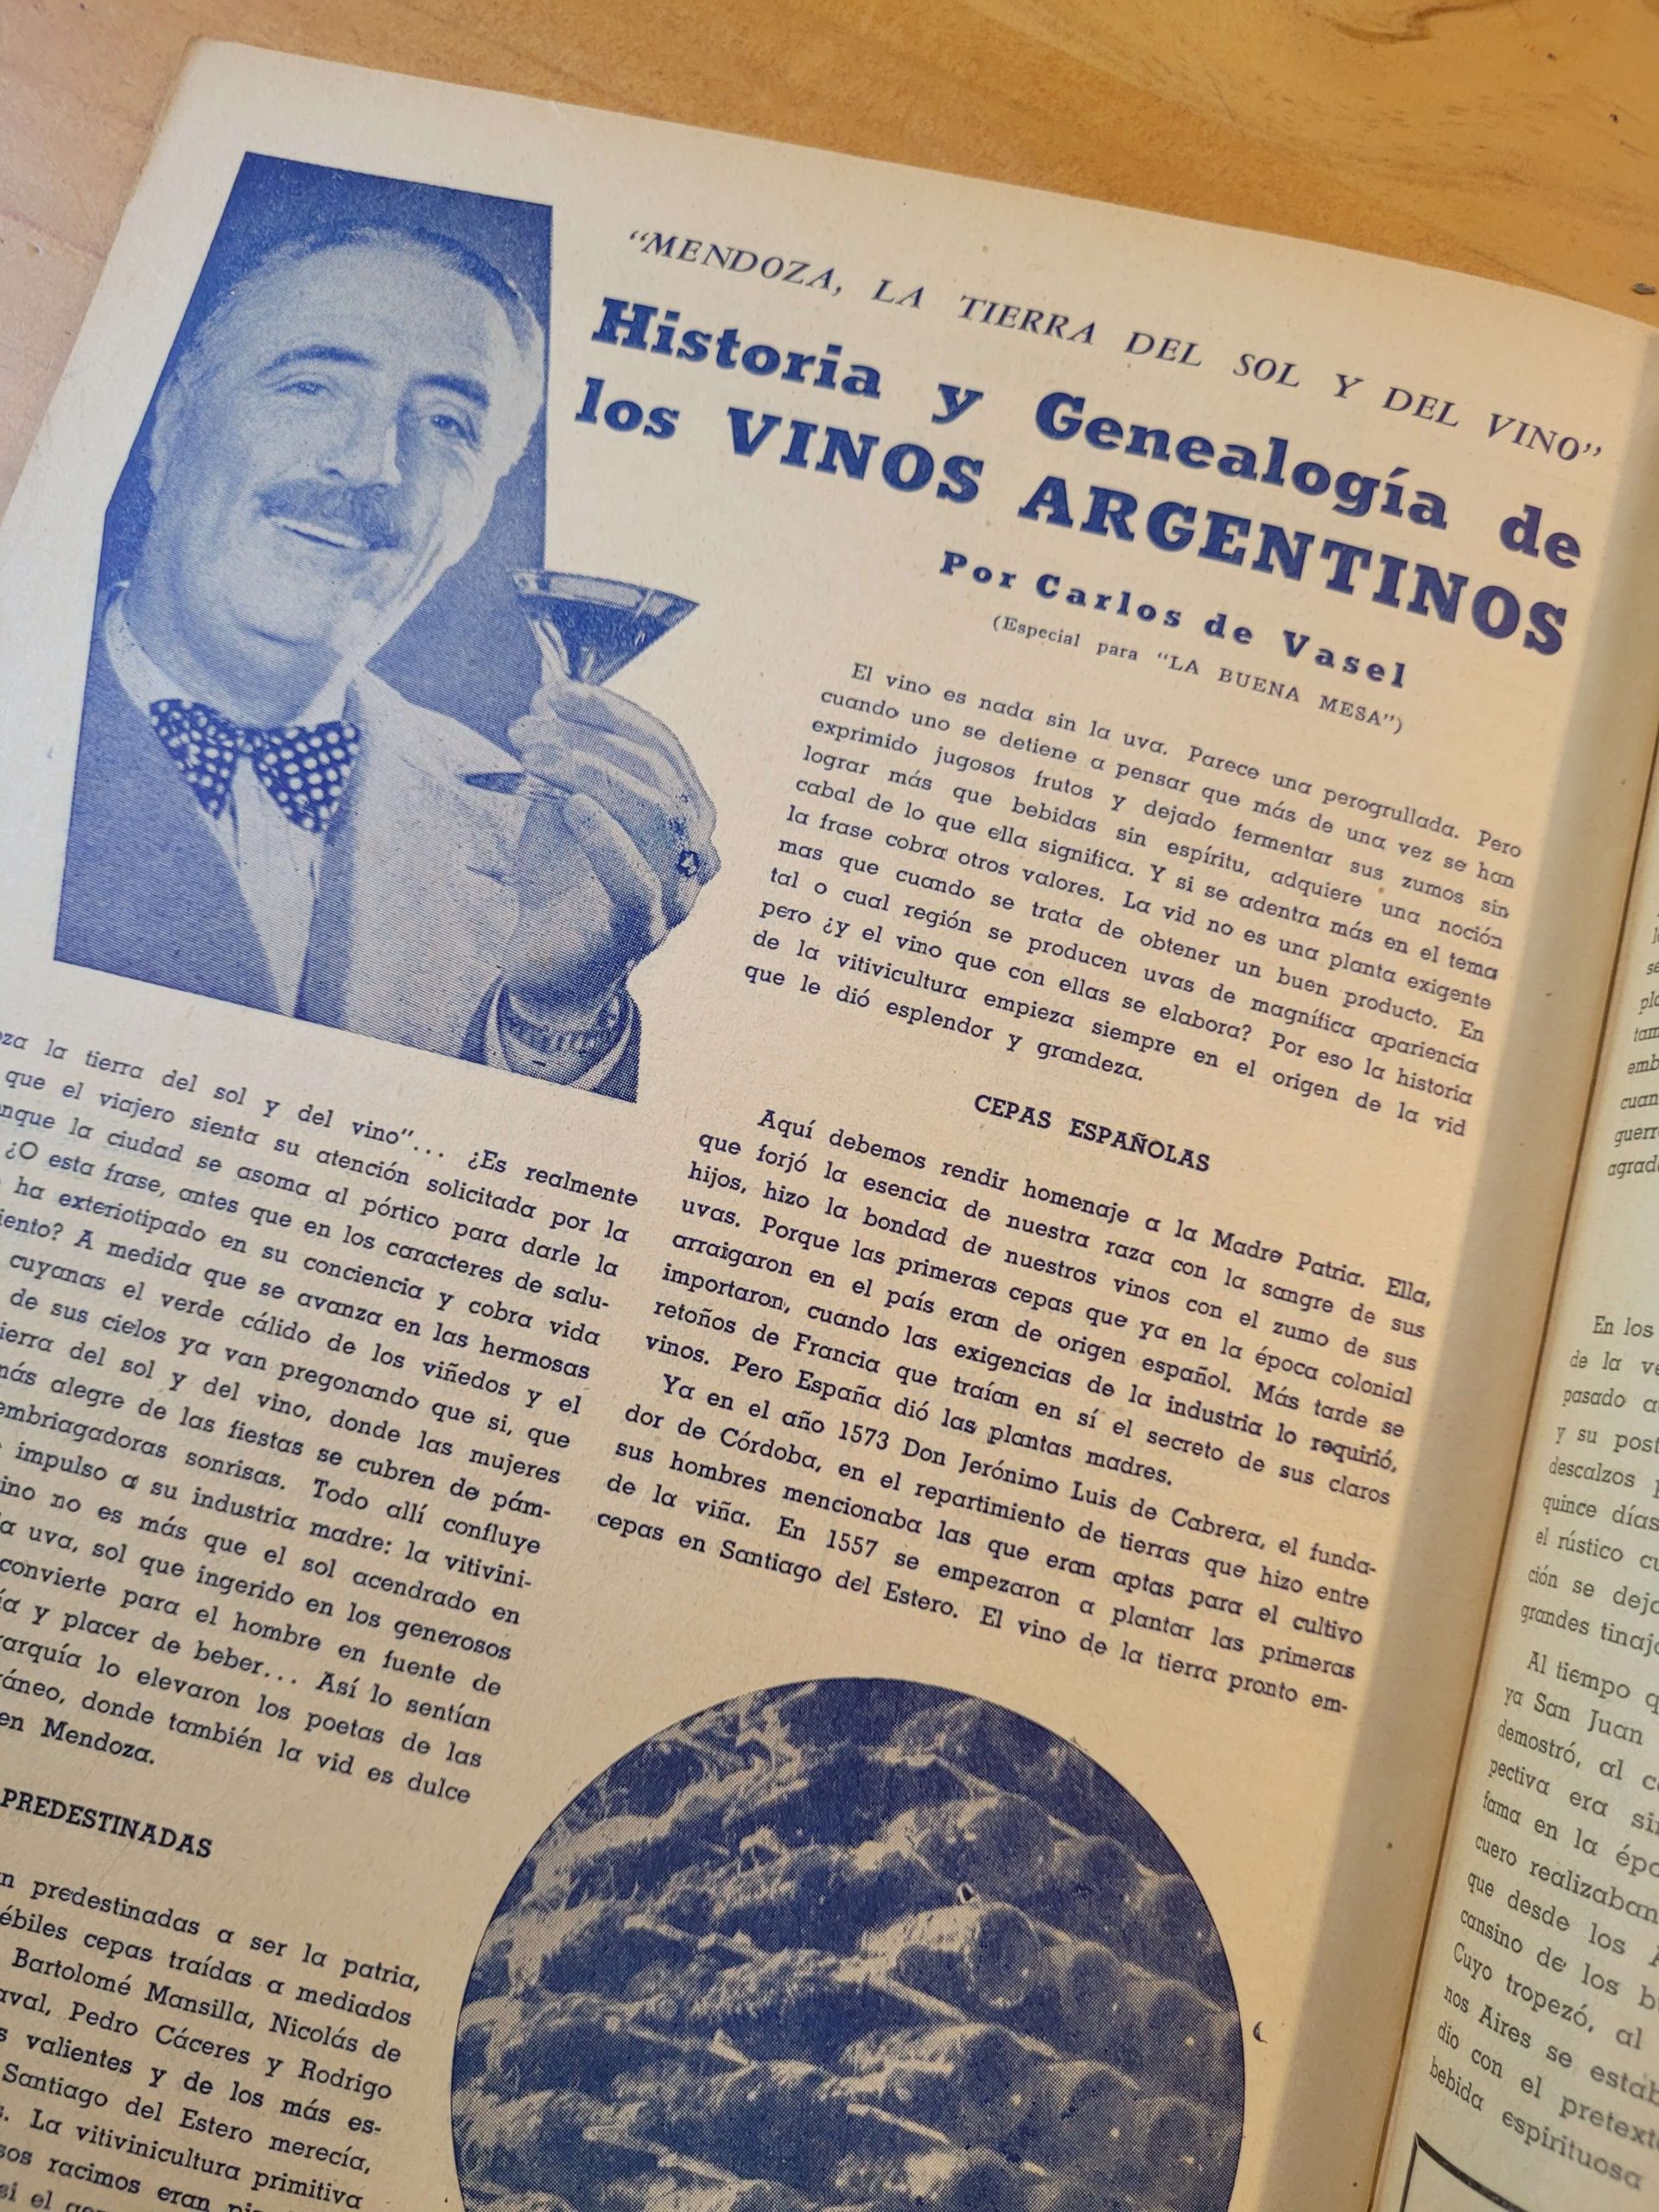 "MENDOZA, LA TIERRA DEL SOL Y DEL VINO"
Historia y Genealogía de
los VINOS ARGENTINOS
Por Carlos de Vasel
(Especial para "LA BUENA MESA")
la tierra del sol y del vino"... ¿Es realmente
que el viajero sienta su atención solicitada por la
la ciudad se asoma al pórtico para darle la
¿O esta frase, antes que en los caracteres de salu-
ha exteriotipado en su conciencia y cobra vida
A medida que se avanza en las hermosas
cuyanas el verde cálido de los viñedos y el
de sus cielos ya van pregonando que si, que
del sol y del vino, donde las mujeres
más alegre de las fiestas se cubren de pám-
embriagadoras sonrisas. Todo allí confluye
impulso a su industria madre: la vitivini-
no es más que el sol acendrado en
uva, sol que ingerido en los generosos
convierte para el hombre en fuente de
y placer de beber... Así lo sentían
lo elevaron los poetas de las
donde también la vid es dulce
en Mendoza.
PREDESTINADAS
predestinadas a ser la patria,
cepas traídas a mediados
Bartolomé Mansilla, Nicolás de
Pedro Cáceres y Rodrigo
valientes y de los más es-
Santiago del Estero merecía,
La vitivinicultura primitiva
racimos eran
El vino es nada sin la uva. Parece una perogrullada. Pero
cuando uno se detiene a pensar que más de una vez se han
exprimido jugosos frutos y dejado fermentar sus zumos sin
lograr más que bebidas sin espíritu, adquiere una noción
cabal de lo que ella significa. Y si se adentra más en el tema
la frase cobra otros valores. La vid no es una planta exigente
mas que cuando se trata de obtener un buen producto. En
tal o cual región se producen uvas de magnífica apariencia
pero ¿y el vino que con ellas se elabora? Por eso la historia
de la vitivicultura empieza siempre en el origen de la vid
que le dió esplendor y grandeza.
CEPAS ESPAÑOLAS
Aquí debemos rendir homenaje a la Madre Patria. Ella,
que forjó la esencia de nuestra raza con la sangre de sus
hijos, hizo la bondad de nuestros vinos con el zumo de sus
uvas. Porque las primeras cepas que ya en la época colonial
arraigaron en el país eran de origen español. Más tarde se
importaron, cuando las exigencias de la industria lo requirió,
retoños de Francia que traían en sí el secreto de sus claros
vinos. Pero España dió las plantas madres.
Ya en el año 1573 Don Jerónimo Luis de Cabrera, el funda-
dor de Córdoba, en el repartimiento de tierras que hizo entre
sus hombres mencionaba las que eran aptas para el cultivo
de la viña. En 1557 se empezaron a plantar las primeras
cepas en Santiago del Estero. El vino de la tierra pronto em-
En los
de la
pasado
y su
descalzos
quince días
el rústico
ción se
grandes
Al tiempo
ya San Juan
demostró, al
pectiva era
fama en la
cuero realizaban
que desde los
cansino de los
Cuyo tropezó, al
nos Aires se
dio con el
bebida espirituosa